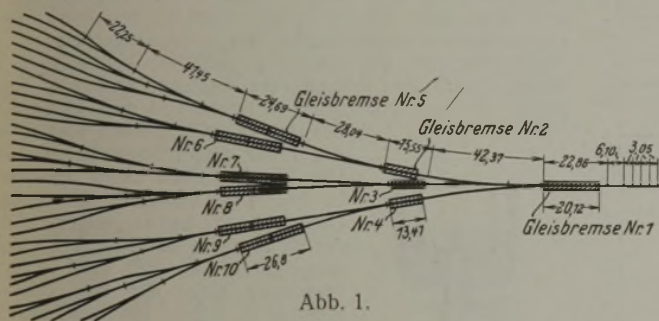 22,25
47,45
24,69
Gleisbremse Nr.5
28,04
Gleisbremse Nr.2
15,55
42,37
22,86
6,10
3,05
Nr.6
Nr.7
Nr.3
Nr.8
Nr.4
20,12
Gleisbremse Nr.1
13,41
Nr.9
Nr.10
26,8
Abb. 1.